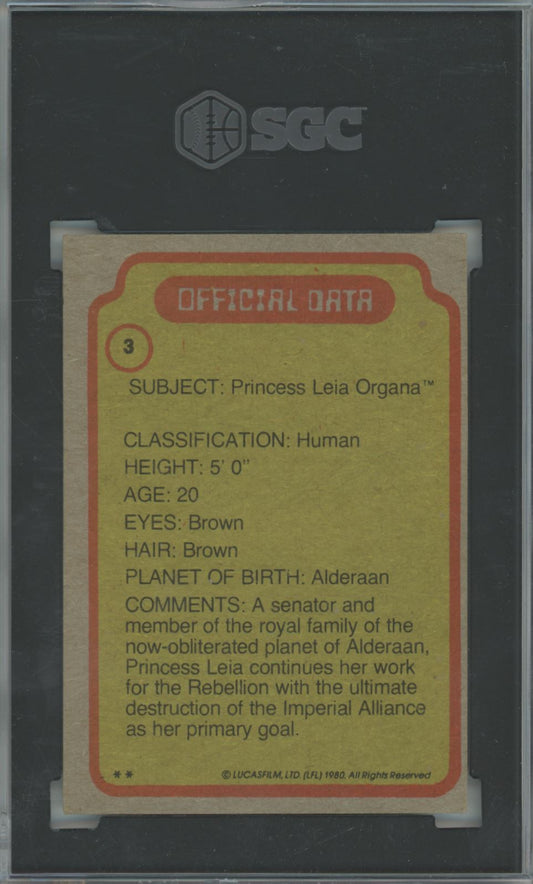 SGC
OFFICIAL DATA
3
SUBJECT: Princess Leia Organa™
CLASSIFICATION: Human
HEIGHT: 5' 0"
AGE: 20
EYES: Brown
HAIR: Brown
PLANET OF BIRTH: Alderaan
COMMENTS: A senator and
member of the royal family of the
now-obliterated planet of Alderaan,
Princess Leia continues her work
for the Rebellion with the ultimate
destruction of the Imperial Alliance
as her primary goal.
** © LUCASFILM, LTD. (LFL) 1980. All Rights Reserved